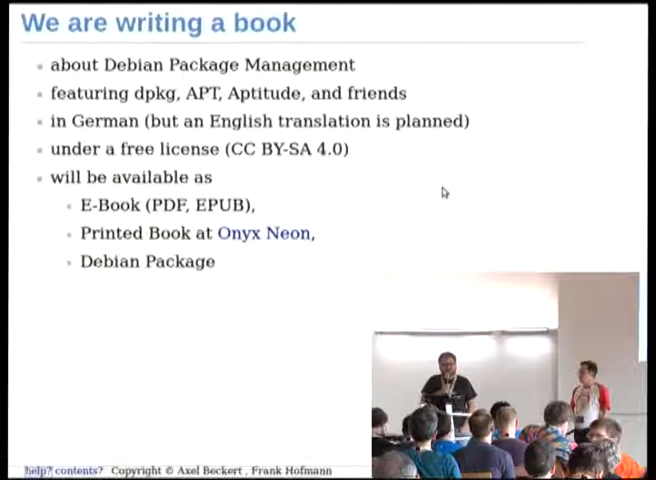 We are writing a book
about Debian Package Management
featuring dpkg, APT, Aptitude, and friends
in German (but an English translation is planned)
under a free license (CC BY-SA 4.0)
will be available as
E-Book (PDF, EPUB),
Printed Book at Onyx Neon,
Debian Package
help? contents? Copyright © Axel Beckert , Frank Hofmann